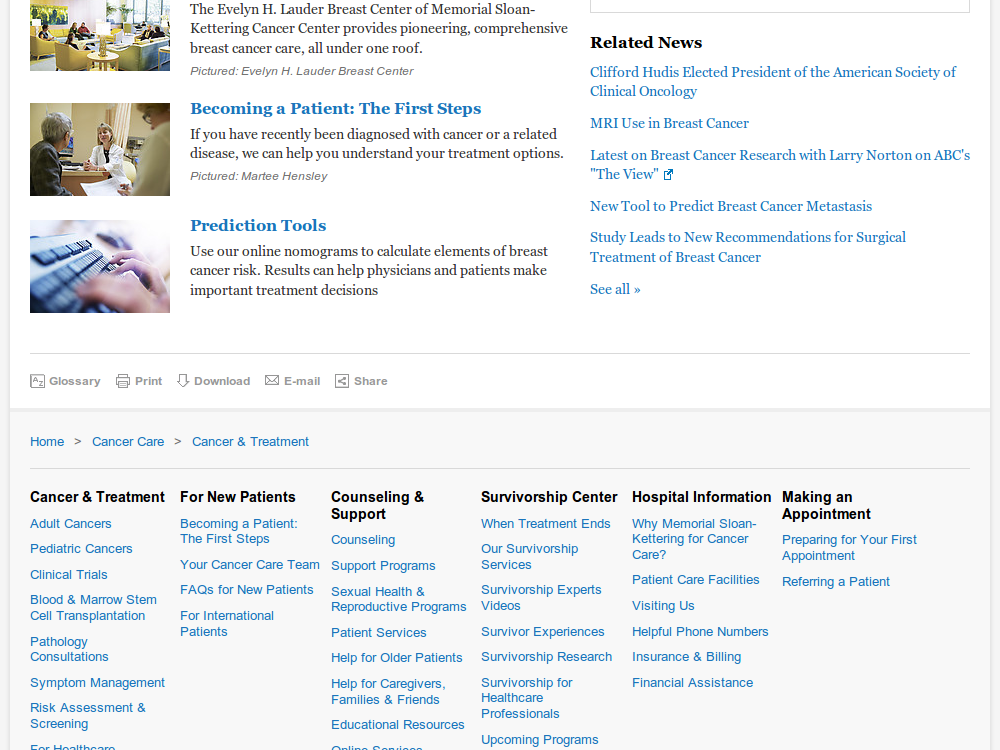 The Evelyn H. Lauder Breast Center of Memorial Sloan-
Kettering Cancer Center provides pioneering, comprehensive
breast cancer care, all under one roof.
Pictured: Evelyn H. Lauder Breast Center
Becoming a Patient: The First Steps
If you have recently been diagnosed with cancer or a related
disease, we can help you understand your treatment options.
Pictured: Martee Hensley
Prediction Tools
Use our online nomograms to calculate elements of breast
cancer risk. Results can help physicians and patients make
important treatment decisions
Related News
Clifford Hudis Elected President of the American Society of
Clinical Oncology
MRI Use in Breast Cancer
Latest on Breast Cancer Research with Larry Norton on ABC's
"The View"
New Tool to Predict Breast Cancer Metastasis
Study Leads to New Recommendations for Surgical
Treatment of Breast Cancer
See all »
Glossary Print Download E-mail Share
Home > Cancer Care > Cancer & Treatment
Cancer & Treatment
Adult Cancers
Pediatric Cancers
Clinical Trials
Blood & Marrow Stem
Cell Transplantation
Pathology
Consultations
Symptom Management
Risk Assessment &
Screening
For Healthcare
For New Patients
Becoming a Patient:
The First Steps
Your Cancer Care Team
FAQs for New Patients
For International
Patients
Counseling &
Support
Counseling
Support Programs
Sexual Health &
Reproductive Programs
Patient Services
Help for Older Patients
Help for Caregivers,
Families & Friends
Educational Resources
Online Services
Survivorship Center
When Treatment Ends
Our Survivorship
Services
Survivorship Experts
Videos
Survivor Experiences
Survivorship Research
Survivorship for
Healthcare
Professionals
Upcoming Programs
Hospital Information
Why Memorial Sloan-
Kettering for Cancer
Care?
Patient Care Facilities
Visiting Us
Helpful Phone Numbers
Insurance & Billing
Financial Assistance
Making an
Appointment
Preparing for Your First
Appointment
Referring a Patient